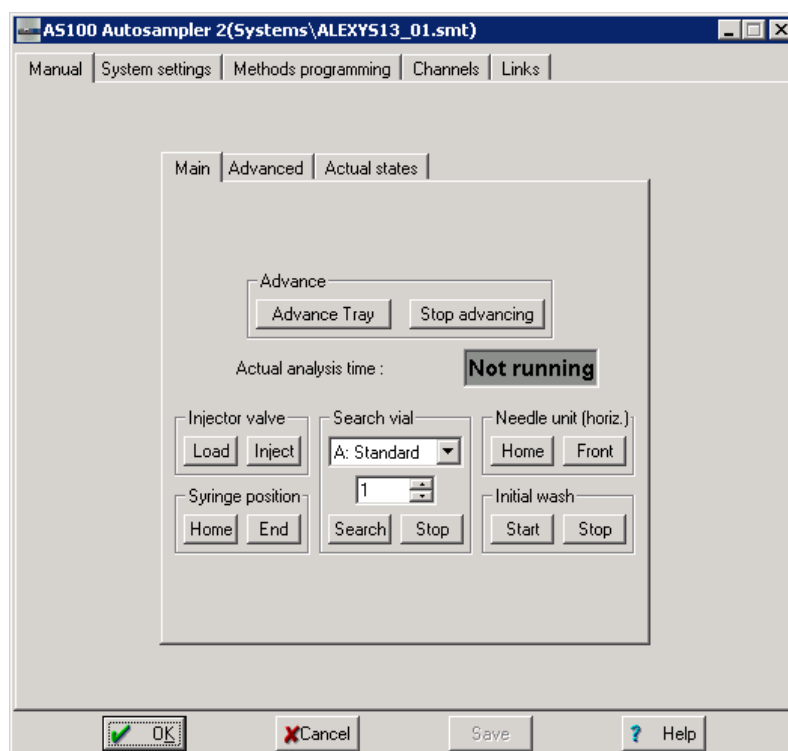 AS100 Autosampler 2(Systems\ALEXYS13_01.smt)
Manual System settings Methods programming Channels Links
Main Advanced Actual states
Advance
Advance Tray Stop advancing
Actual analysis time : Not running
Injector valve Search vial Needle unit (horiz.)
Load Inject A: Standard Home Front
1
Syringe position Initial wash
Home End Search Stop Start Stop
OK Cancel Save ? Help